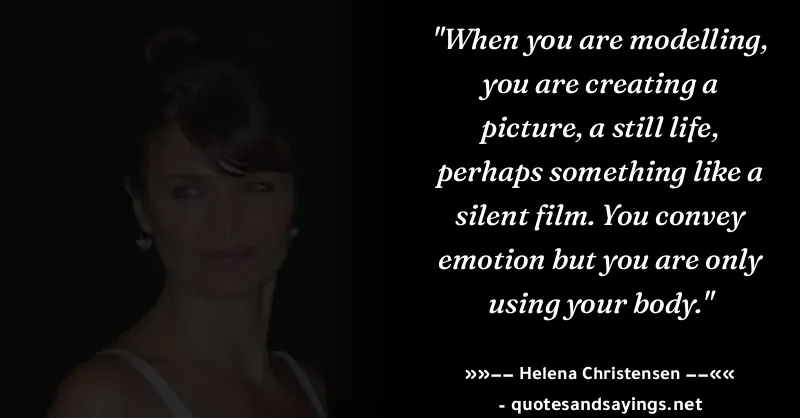 "When you are modelling,
you are creating a
picture, a still life,
perhaps something like a
silent film. You convey
emotion but you are only
using your body."
»»–– Helena Christensen ––««
- quotesandsayings.net